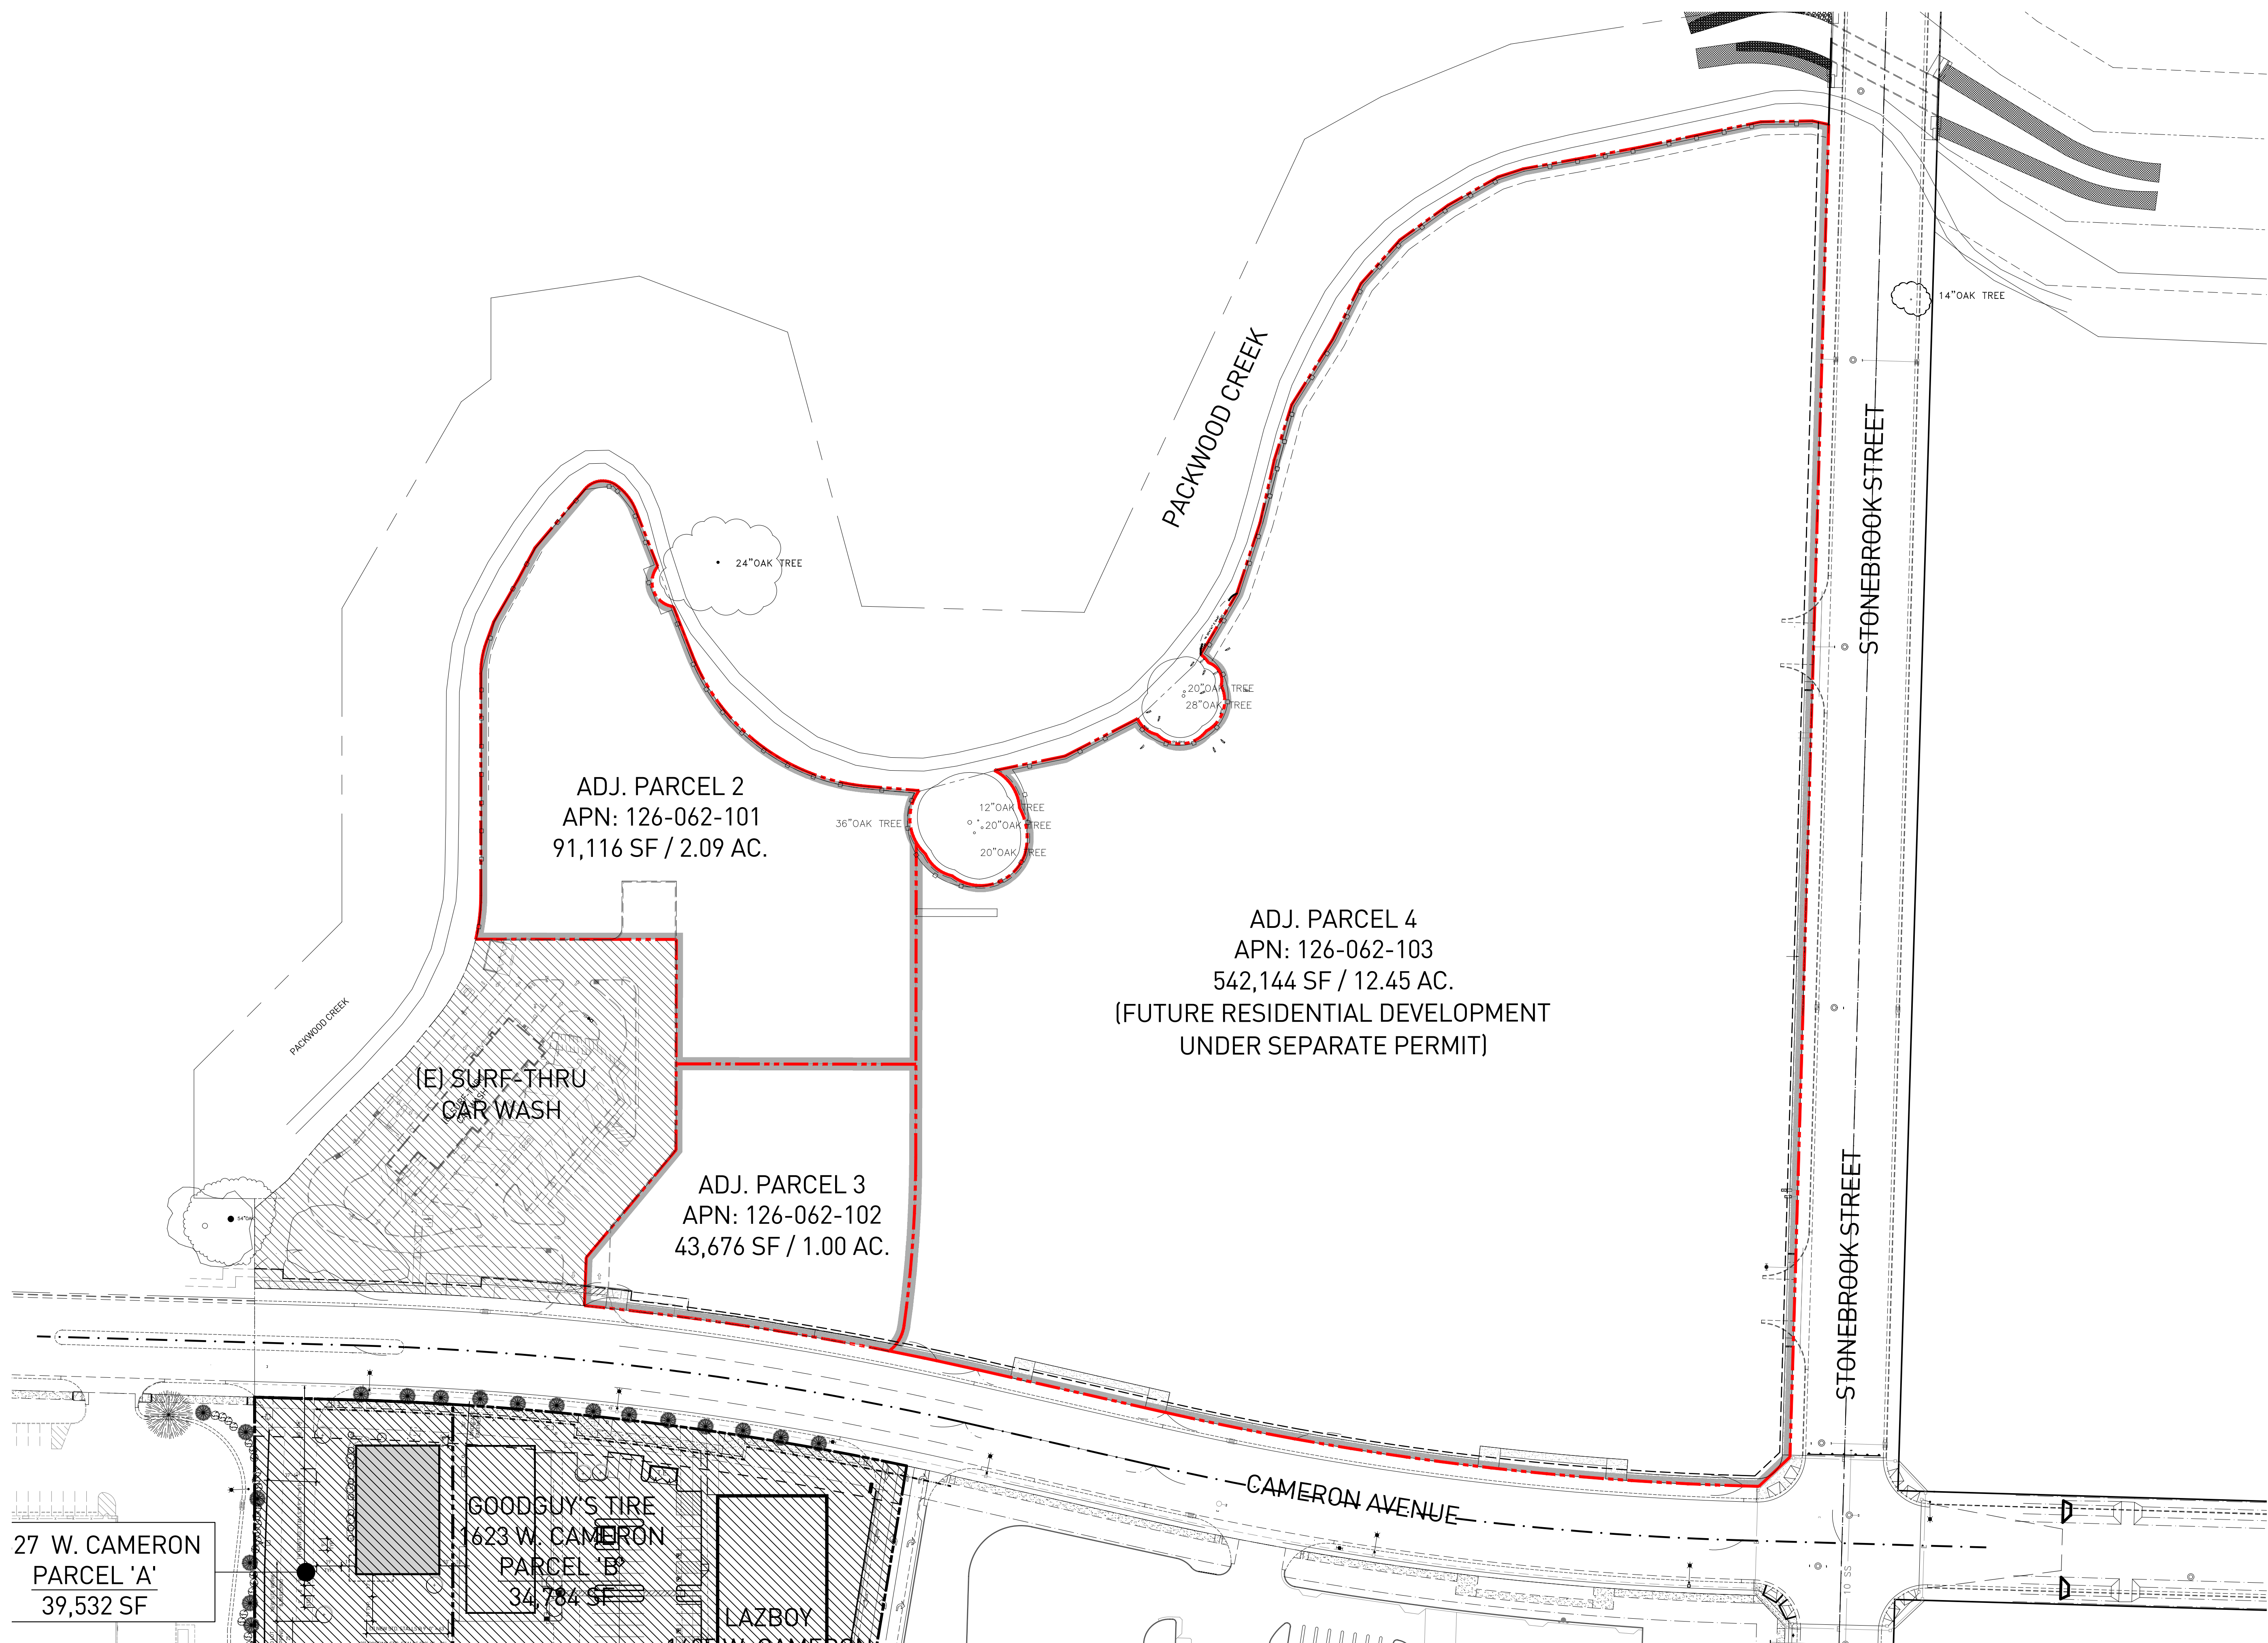 14"OAK TREE
PACKWOOD CREEK
STONEBROOK STREET
24"OAK TREE
20"OAK TREE
28"OAK TREE
ADJ. PARCEL 2
APN: 126-062-101
91,116 SF / 2.09 AC.
12"OAK TREE
36"OAK TREE
20"OAK TREE
20"OAK TREE
ADJ. PARCEL 4
APN: 126-062-103
542,144 SF / 12.45 AC.
(FUTURE RESIDENTIAL DEVELOPMENT
UNDER SEPARATE PERMIT)
PACKWOOD CREEK
(E) SURF-THRU
CAR WASH
ADJ. PARCEL 3
APN: 126-062-102
43,676 SF / 1.00 AC.
54"OAK
STONEBROOK STREET
CAMERON AVENUE
GOODGUY'S TIRE
1623 W. CAMERON
PARCEL 'B'
34,784 SF
27 W. CAMERON
PARCEL 'A'
39,532 SF
LAZBOY
W. CAMERON
10 SS